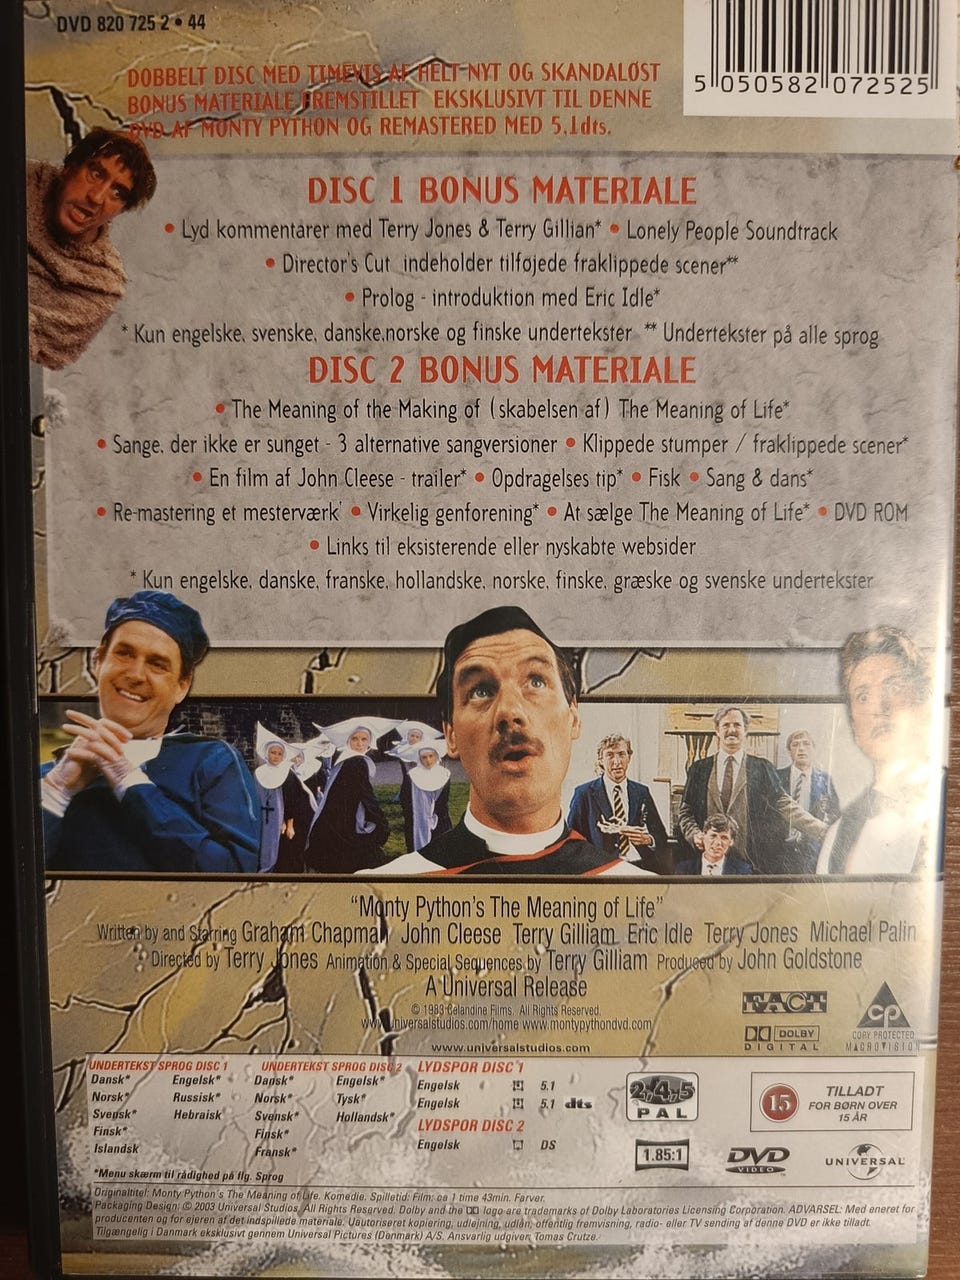 DVD 820 725 2 • 44
5 050582 072525
DOBBELT DISC MED TIMEVIS AF HELT NYT OG SKANDALØST
BONUS MATERIALE FREMSTILLET EKSKLUSIVT TIL DENNE
DVD AF MONTY PYTHON OG REMASTERED MED 5.1dts.
DISC 1 BONUS MATERIALE
• Lyd kommentarer med Terry Jones & Terry Gillian* • Lonely People Soundtrack
• Director's Cut indeholder tilføjede fraklippede scener**
• Prolog - introduktion med Eric Idle*
* Kun engelske, svenske, danske,norske og finske undertekster ** Undertekster på alle sprog
DISC 2 BONUS MATERIALE
• The Meaning of the Making of (skabelsen af) The Meaning of Life*
• Sange, der ikke er sunget - 3 alternative sangversioner • Klippede stumper / fraklippede scener*
• En film af John Cleese - trailer* • Opdragelses tip* • Fisk • Sang & dans*
• Re-mastering et mesterværk' • Virkelig genforening* • At sælge The Meaning of Life* • DVD ROM
• Links til eksisterende eller nyskabte websider
* Kun engelske, danske, franske, hollandske, norske, finske, græske og svenske undertekster
"Monty Python's The Meaning of Life"
Written by and Starring Graham Chapman John Cleese Terry Gilliam Eric Idle Terry Jones Michael Palin
Directed by Terry Jones Animation & Special Sequences by Terry Gilliam Produced by John Goldstone
A Universal Release
© 1983 Celandine Films. All Rights Reserved.
www.universalstudios.com/home www.montypythondvd.com
www.universalstudios.com
FACT
DOLBY
DIGITAL
CP
COPY PROTECTED
MACROVISION
UNDERTEKST SPROG DISC 1
Dansk* Engelsk*
Norsk* Russisk*
Svensk* Hebraisk
Finsk*
Islandsk
UNDERTEKST SPROG DISC 2
Dansk* Engelsk*
Norsk* Tysk*
Svensk* Hollandsk*
Finsk*
Fransk*
*Menu skærm til rådighed på flg. Sprog
LYDSPOR DISC 1
Engelsk 5.1
Engelsk 5.1 dts
LYDSPOR DISC 2
Engelsk DS
2,4,5
PAL
1.85:1
15
TILLADT
FOR BØRN OVER
15 ÅR
DVD
VIDEO
UNIVERSAL
Originaltitel: Monty Python's The Meaning of Life. Komedie. Spilletid: Film: ca 1 time 43min. Farver.
Packaging Design: © 2003 Universal Studios. All Rights Reserved. Dolby and the logo are trademarks of Dolby Laboratories Licensing Corporation. ADVARSEL: Med eneret for
producenten og for ejeren af det indspillede materiale. Uautoriseret kopiering, udlejning, udlån, offentlig fremvisning, radio- eller TV sending af denne DVD er ikke tilladt.
Tilgængelig i Danmark eksklusivt gennem Universal Pictures (Denmark) A/S. Ansvarlig udgiver, Tomas Crutze.